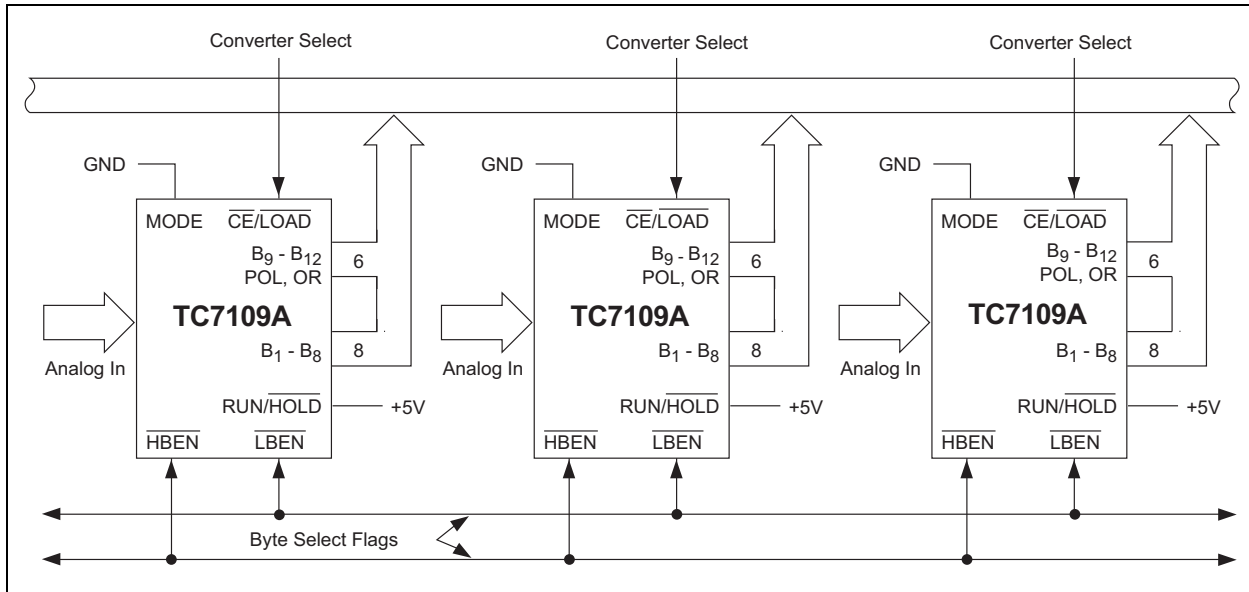 Converter Select
Converter Select
Converter Select
GND
GND
GND
MODE
CE/LOAD
B9 - B12
POL, OR
6
TC7109A
Analog In
B1 - B8
8
RUN/HOLD
+5V
HBEN
LBEN
MODE
CE/LOAD
B9 - B12
POL, OR
6
TC7109A
Analog In
B1 - B8
8
RUN/HOLD
+5V
HBEN
LBEN
MODE
CE/LOAD
B9 - B12
POL, OR
6
TC7109A
Analog In
B1 - B8
8
RUN/HOLD
+5V
HBEN
LBEN
Byte Select Flags